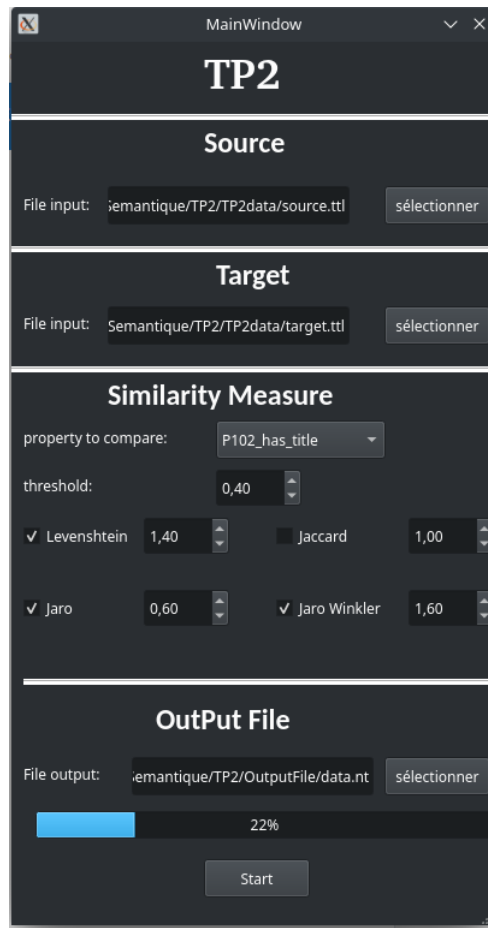 MainWindow
TP2
Source
File input: Semantique/TP2/TP2data/source.ttl sélectionner
Target
File input: Semantique/TP2/TP2data/target.ttl sélectionner
Similarity Measure
property to compare: P102_has_title
threshold: 0,40
Levenshtein 1,40 Jaccard 1,00
Jaro 0,60 Jaro Winkler 1,60
OutPut File
File output: Semantique/TP2/OutputFile/data.nt sélectionner
22%
Start